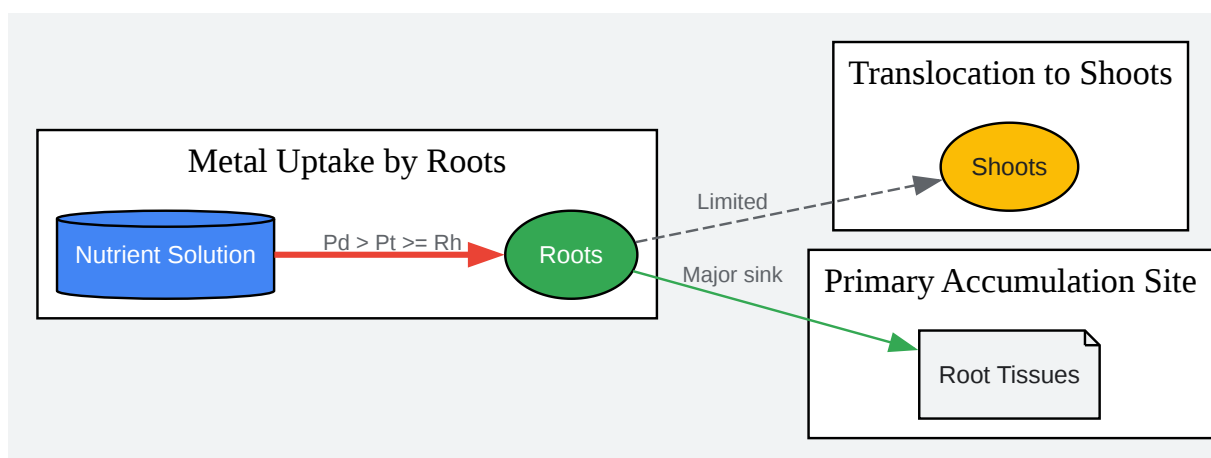 Metal Uptake by Roots
Nutrient Solution
Pd > Pt >= Rh
Roots
Limited
Major sink
Translocation to Shoots
Shoots
Primary Accumulation Site
Root Tissues